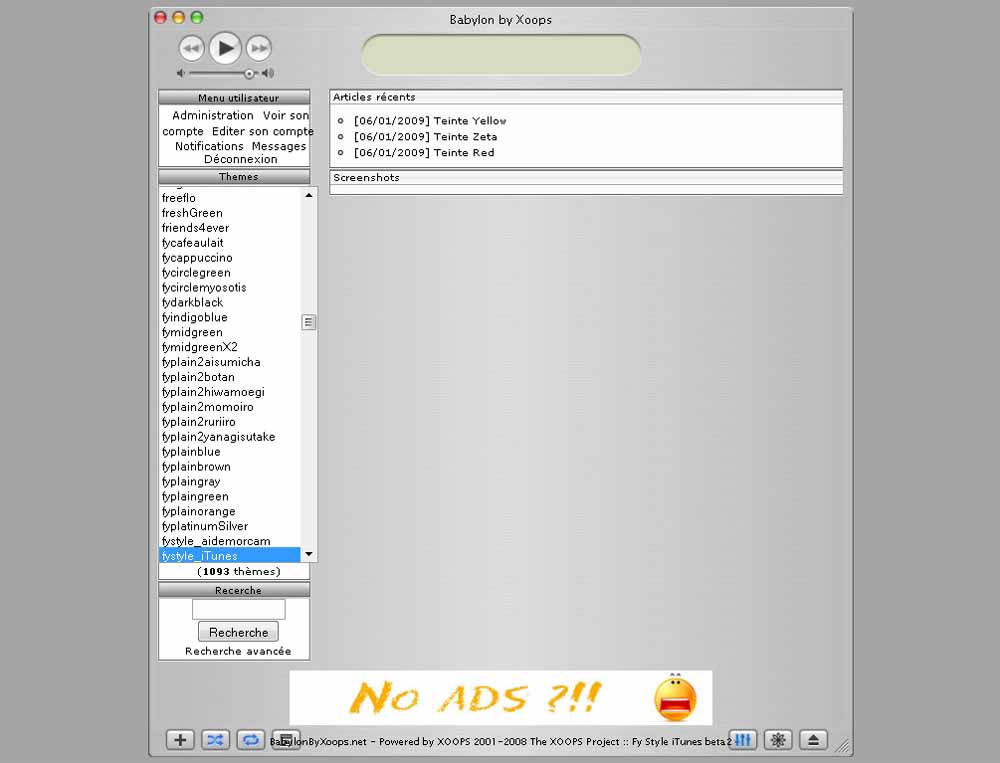 Babylon by Xoops
Menu utilisateur
Administration Voir son
compte Editer son compte
Notifications Messages
Déconnexion
Themes
freeflo
freshGreen
friends4ever
fycafeaulait
fycappuccino
fycirclegreen
fycirclemyosotis
fydarkblack
fyindigoblue
fymidgreen
fymidgreenX2
fyplain2aisumicha
fyplain2botan
fyplain2hiwamoegi
fyplain2momoiro
fyplain2ruriiro
fyplain2yanagisutake
fyplainblue
fyplainbrown
fyplaingray
fyplaingreen
fyplainorange
fyplatinumSilver
fystyle_aidemorcam
fystyle_iTunes
(1093 thèmes)
Recerche
Recherche
Recherche avancée
Articles récents
[06/01/2009] Teinte Yellow
[06/01/2009] Teinte Zeta
[06/01/2009] Teinte Red
Screenshots
No ADS ?!!
BabylonByXoops.net - Powered by XOOPS 2001-2008 The XOOPS Project :: Fy Style iTunes beta2